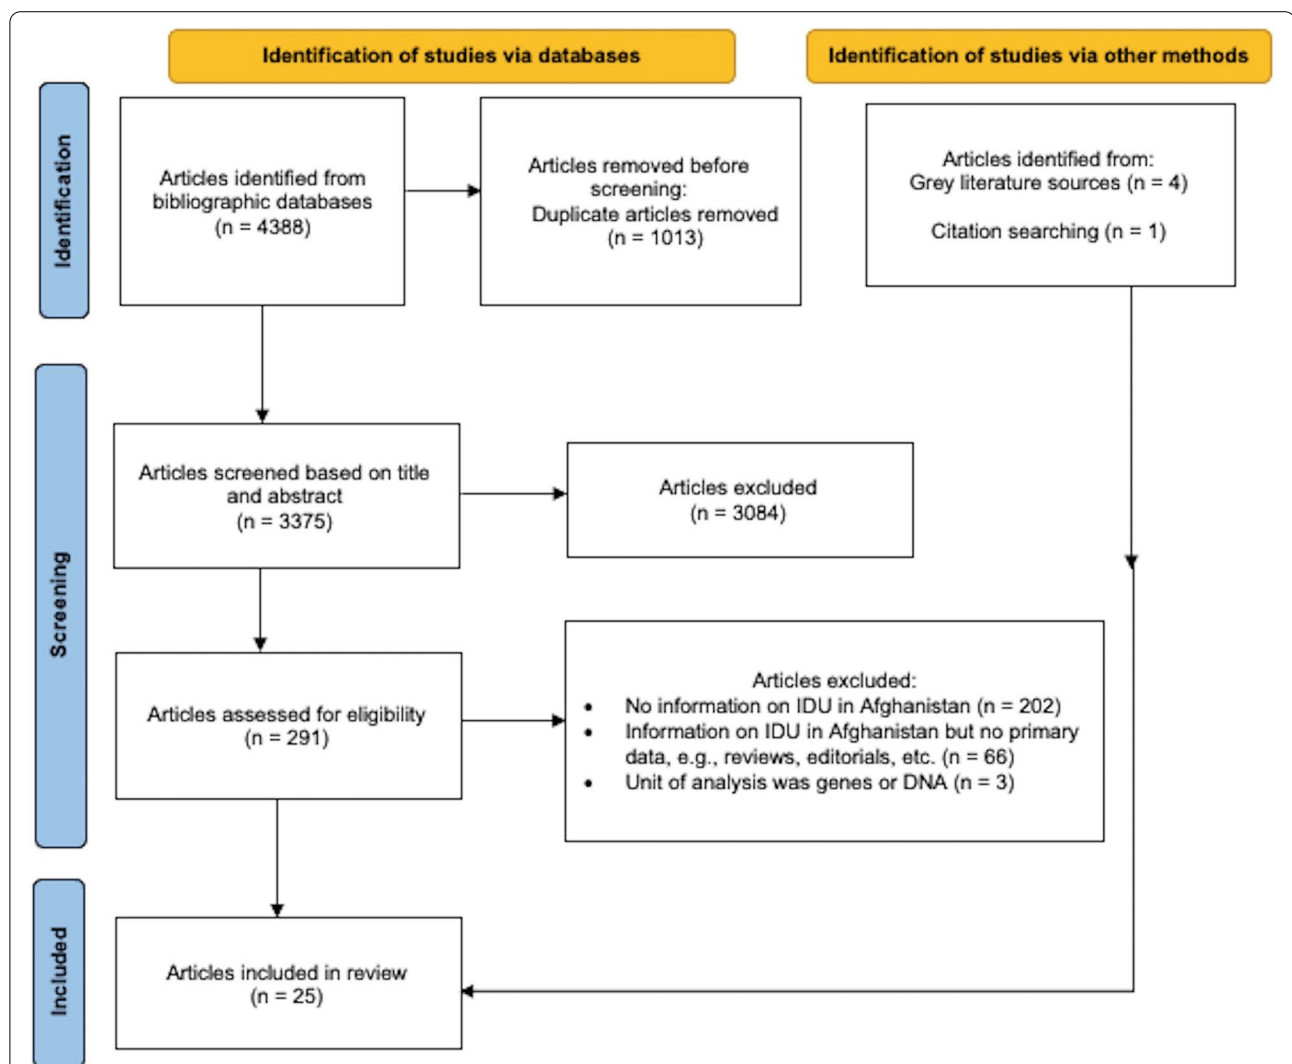 Identification of studies via databases
Identification of studies via other methods
Identification
Articles identified from
bibliographic databases
(n = 4388)
Articles removed before
screening:
Duplicate articles removed
(n = 1013)
Articles identified from:
Grey literature sources (n = 4)
Citation searching (n = 1)
Screening
Articles screened based on title
and abstract
(n = 3375)
Articles excluded
(n = 3084)
Articles assessed for eligibility
(n = 291)
Articles excluded:
• No information on IDU in Afghanistan (n = 202)
• Information on IDU in Afghanistan but no primary
data, e.g., reviews, editorials, etc. (n = 66)
• Unit of analysis was genes or DNA (n = 3)
Included
Articles included in review
(n = 25)